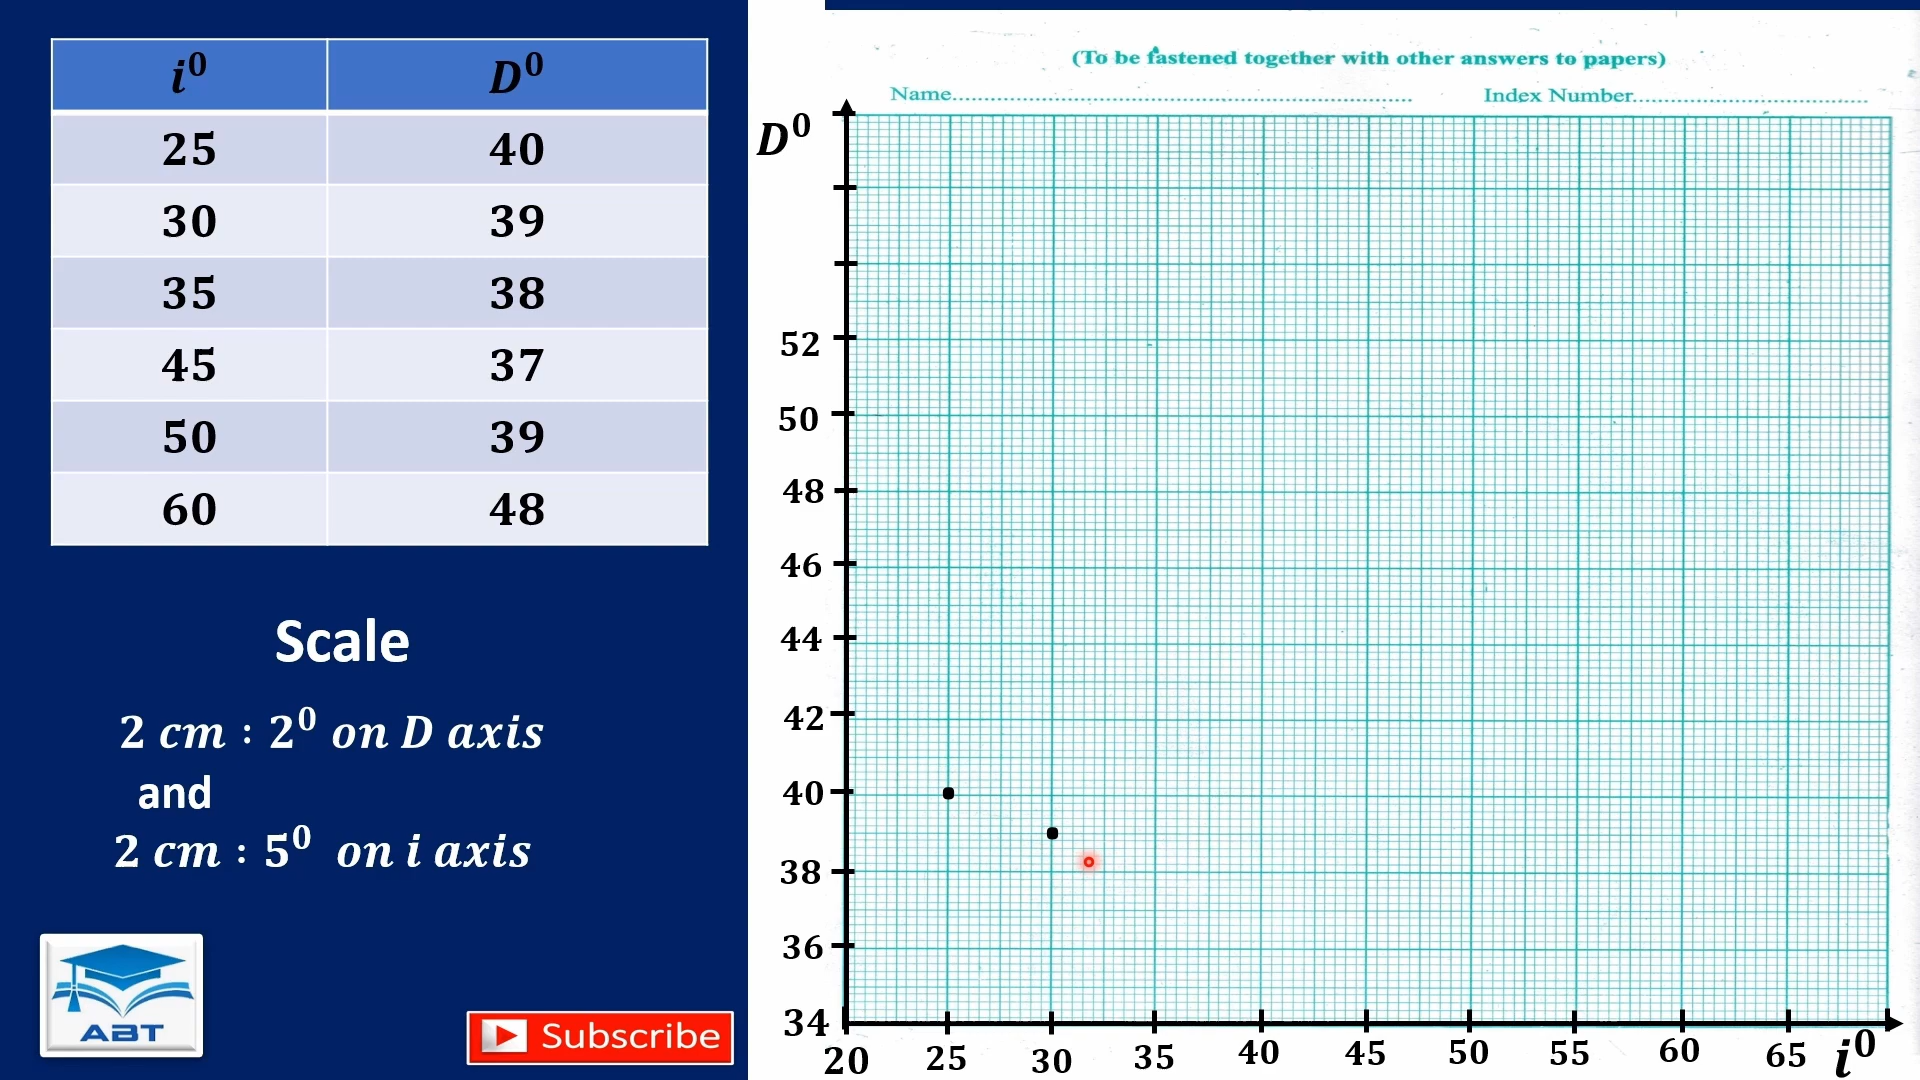 i⁰ D⁰
25 40
30 39
35 38
45 37
50 39
60 48
Scale
2 cm : 2⁰ on D axis
and
2 cm : 5⁰ on i axis
ABT
Subscribe
(To be fastened together with other answers to papers)
Name.......................................................... Index Number..............................
D⁰
52
50
48
46
44
42
40
38
36
34
20 25 30 35 40 45 50 55 60 65 i⁰